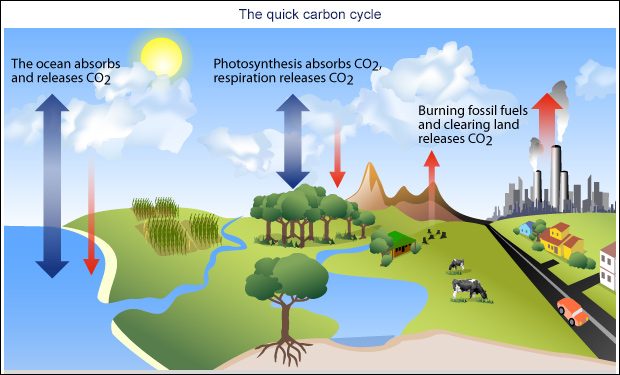 The quick carbon cycle
The ocean absorbs
and releases CO2
Photosynthesis absorbs CO2,
respiration releases CO2
Burning fossil fuels
and clearing land
releases CO2